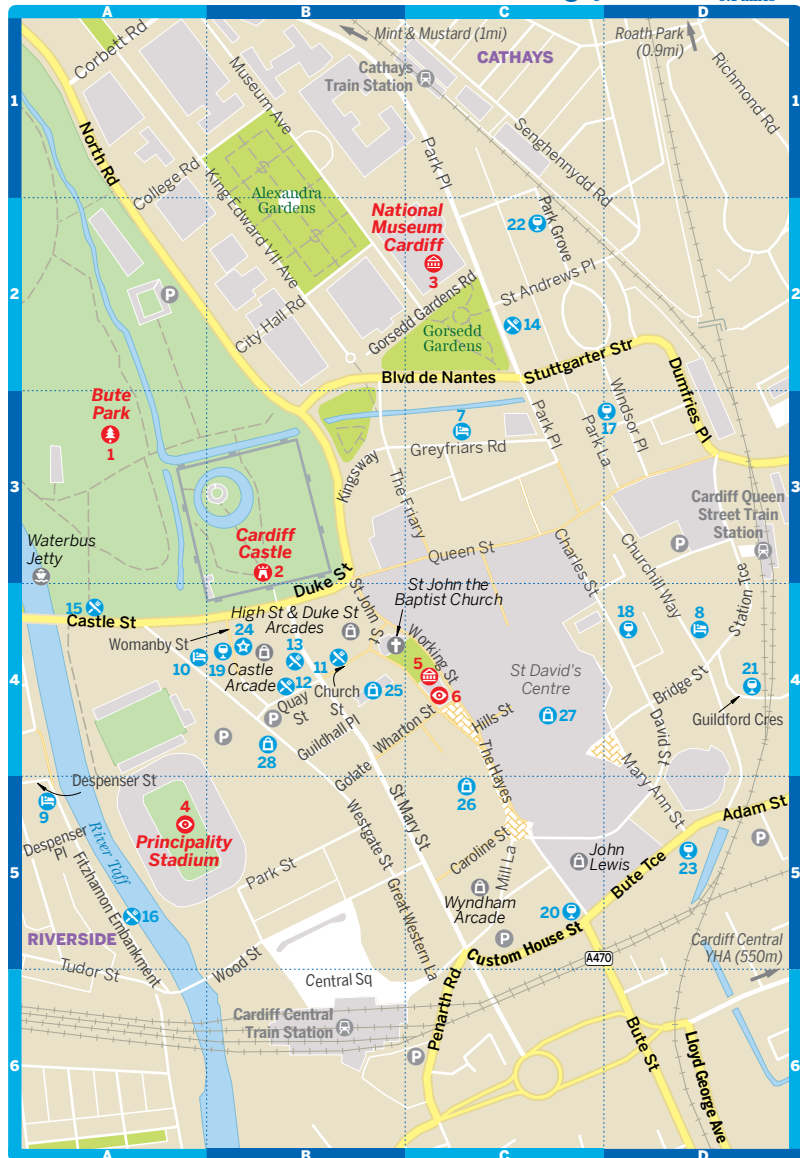 A
B
C
D
Corbett Rd
Mint & Mustard (1mi)
CATHAYS
Roath Park
(0.9mi)
Cathays
Train Station
Museum Ave
Richmond Rd
1
1
North Rd
College Rd
Park Pl
Senghennydd Rd
King Edward VII Ave
Alexandra
Gardens
National
Museum
Cardiff
3
22
Park Grove
St Andrews Pl
P
2
2
City Hall Rd
Gorsedd Gardens Rd
Gorsedd
Gardens
14
Blvd de Nantes
Stuttgarter Str
Dumfries Pl
Bute
Park
1
7
Greyfriars Rd
Park Pl
Park La
Windsor Pl
17
Kingsway
The Friary
3
3
Cardiff Queen
Street Train
Station
P
Waterbus
Jetty
Cardiff
Castle
2
Queen St
Charles St
Churchill Way
Station Tce
Duke St
St John St
St John the
Baptist Church
15
Castle St
High St & Duke St
Arcades
Womanby St
24
18
8
Working St
10
19
13
11
5
6
St David's
Centre
4
4
Castle
Arcade
12
Church
St
25
21
Bridge St
Guildford Cres
Quay
St
P
P
28
Guildhall Pl
Wharton St
Hills St
27
David St
Golate
The Hayes
Mary Ann St
Despenser St
9
26
Adam St
Despenser
Pl
River Taff
4
Principality
Stadium
Westgate St
St Mary St
P
Fitzhamon Embankment
Caroline St
John
Lewis
23
5
5
Park St
Mill La
Bute Tce
Great Western La
Wyndham
Arcade
16
20
RIVERSIDE
Custom House St
P
Cardiff Central
YHA (550m)
Tudor St
Wood St
Central Sq
A470
Penarth Rd
Cardiff Central
Train Station
Bute St
P
Lloyd George Ave
6
6
A
B
C
D